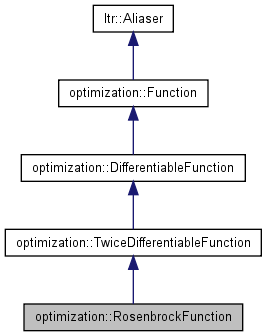 ltr::Aliaser
optimization::Function
optimization::DifferentiableFunction
optimization::TwiceDifferentiableFunction
optimization::RosenbrockFunction